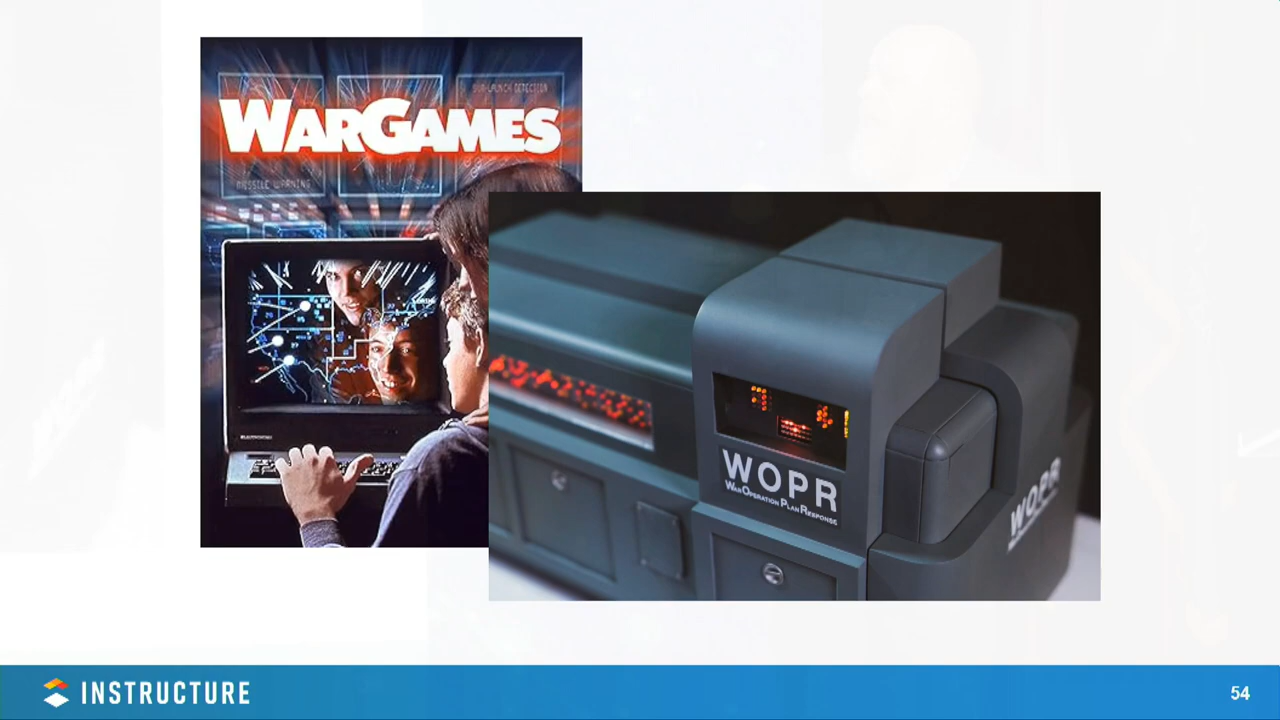 WARGAMES
MISSILE WARNING
WOPR
WAR OPERATION PLAN RESPONSE
WOPR
INSTRUCTURE
54